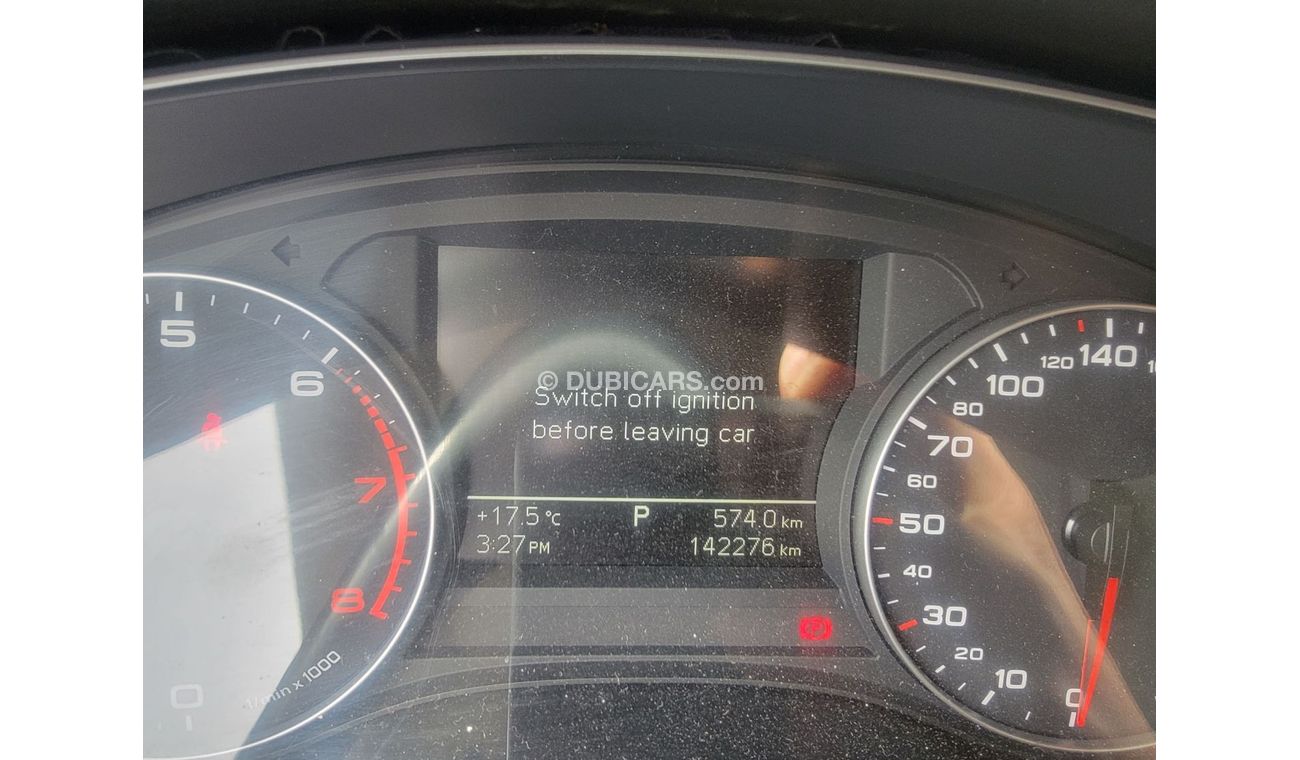 © DUBICARS.com
Switch off ignition
before leaving car
+17.5 °C P 574.0 km
3:27 PM 142276 km
5
6
7
8
0
1/min x 1000
0
10
20
30
40
50
60
70
80
100
120
140
(P)